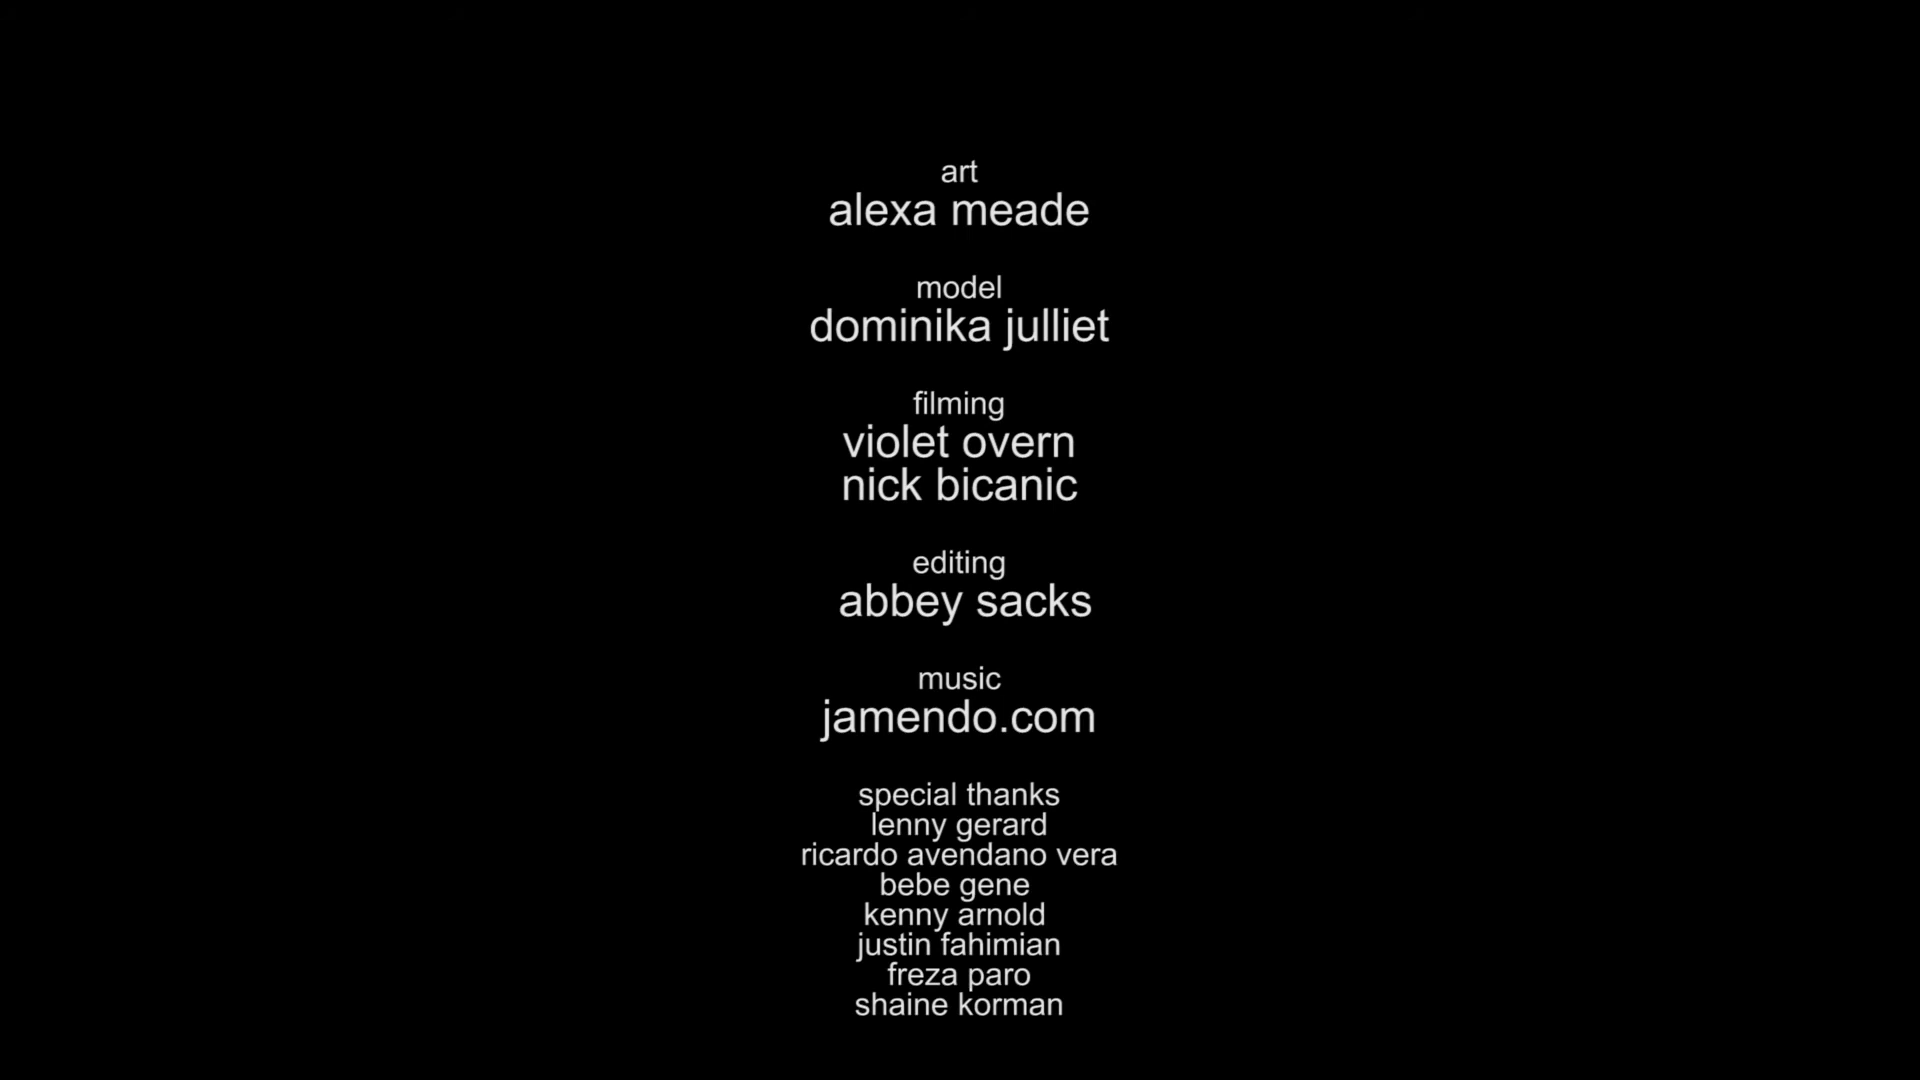 art
alexa meade
model
dominika julliet
filming
violet overn
nick bicanic
editing
abbey sacks
music
jamendo.com
special thanks
lenny gerard
ricardo avendano vera
bebe gene
kenny arnold
justin fahimian
freza paro
shaine korman